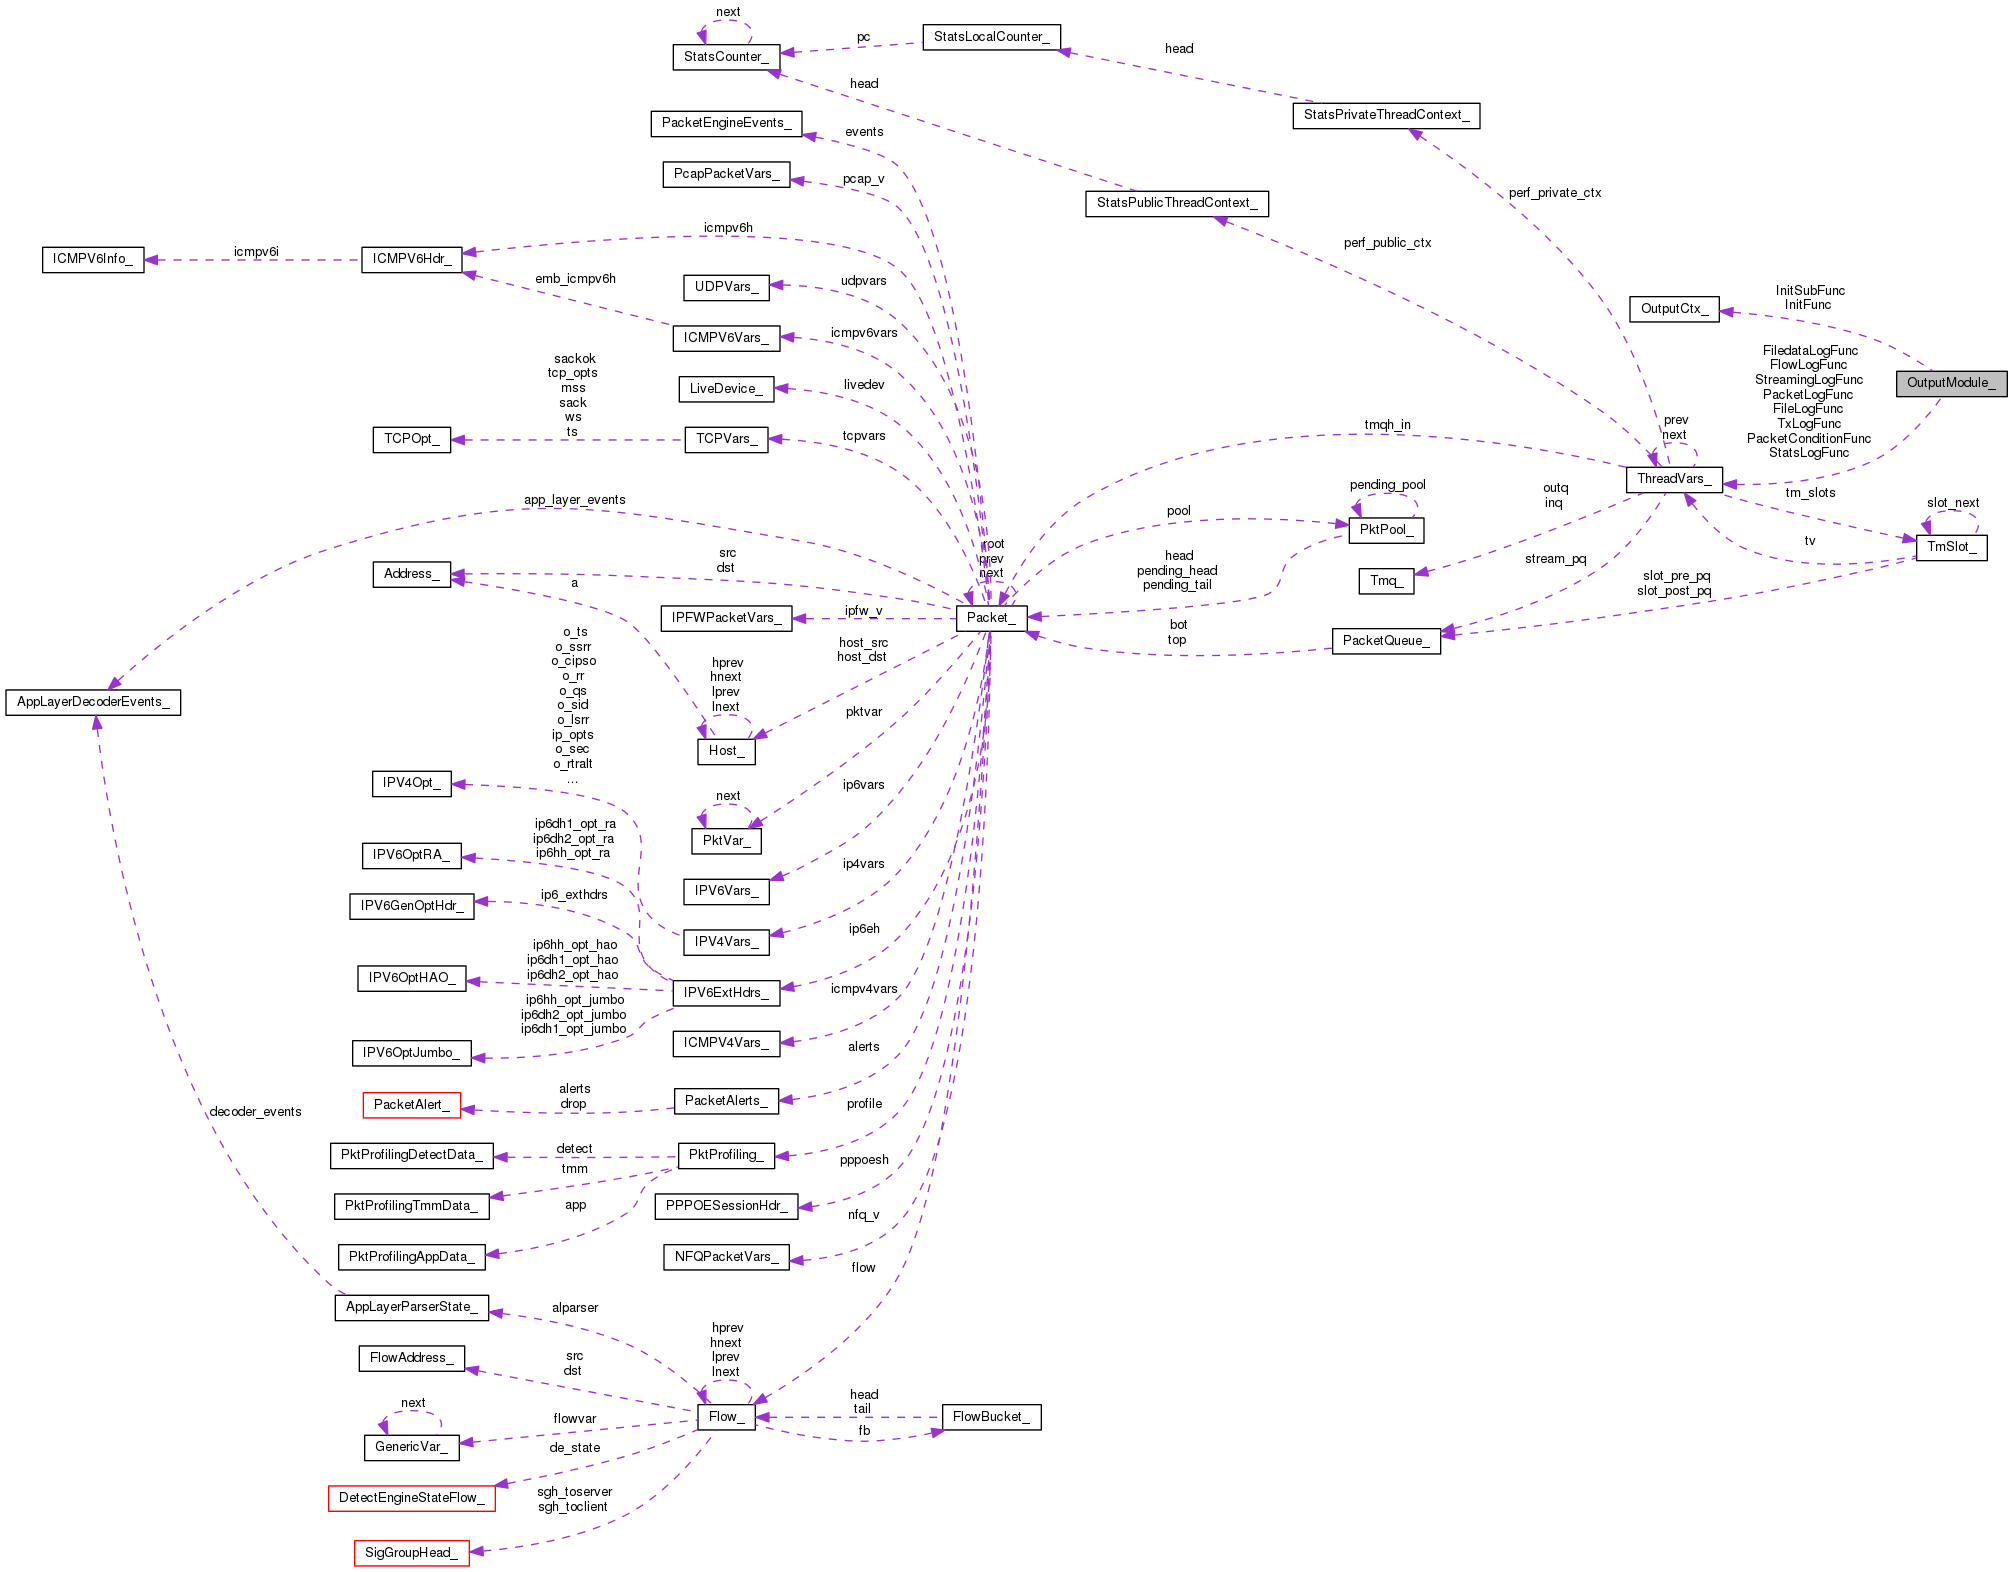 next
StatsCounter_
pc
StatsLocalCounter_
head
head
StatsPrivateThreadContext_
PacketEngineEvents_
events
PcapPacketVars_
pcap_v
perf_private_ctx
StatsPublicThreadContext_
icmpv6h
perf_public_ctx
ICMPV6Info_
icmpv6i
ICMPV6Hdr_
emb_icmpv6h
UDPVars_
udpvars
InitSubFunc
InitFunc
OutputCtx_
ICMPV6Vars_
icmpv6vars
FiledataLogFunc
FlowLogFunc
StreamingLogFunc
PacketLogFunc
FileLogFunc
TxLogFunc
PacketConditionFunc
StatsLogFunc
OutputModule_
sackok
tcp_opts
mss
sack
ws
ts
LiveDevice_
livedev
TCPOpt_
TCPVars_
tcpvars
tmqh_in
prev
next
ThreadVars_
app_layer_events
pool
pending_pool
PktPool_
outq
inq
tm_slots
slot_next
TmSlot_
tv
Address_
src
dst
a
root
prev
next
head
pending_head
pending_tail
Tmq_
stream_pq
slot_pre_pq
slot_post_pq
IPFWPacketVars_
ipfw_v
Packet_
bot
top
PacketQueue_
o_ts
o_ssrr
o_cipso
o_rr
o_qs
o_sid
o_lsrr
ip_opts
o_sec
o_rtralt
...
host_src
host_dst
hprev
hnext
lprev
lnext
Host_
AppLayerDecoderEvents_
pktvar
IPV4Opt_
next
PktVar_
ip6vars
ip6dh1_opt_ra
ip6dh2_opt_ra
ip6hh_opt_ra
IPV6OptRA_
IPV6Vars_
ip4vars
IPV6GenOptHdr_
ip6_exthdrs
IPV4Vars_
ip6eh
ip6hh_opt_hao
ip6dh1_opt_hao
ip6dh2_opt_hao
IPV6OptHAO_
IPV6ExtHdrs_
icmpv4vars
ip6hh_opt_jumbo
ip6dh2_opt_jumbo
ip6dh1_opt_jumbo
IPV6OptJumbo_
ICMPV4Vars_
alerts
PacketAlert_
alerts
drop
PacketAlerts_
profile
decoder_events
PktProfilingDetectData_
detect
PktProfiling_
tmm
pppoesh
PktProfilingTmmData_
app
PPPOESessionHdr_
nfq_v
PktProfilingAppData_
NFQPacketVars_
flow
AppLayerParserState_
alparser
hprev
hnext
lprev
lnext
FlowAddress_
src
dst
Flow_
head
tail
fb
FlowBucket_
next
GenericVar_
flowvar
de_state
DetectEngineStateFlow_
sgh_toserver
sgh_toclient
SigGroupHead_